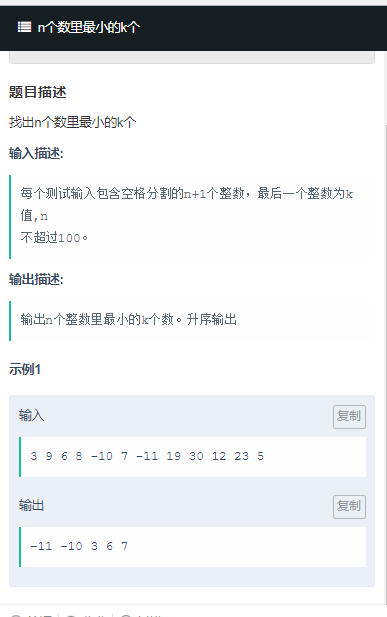 n个数里最小的k个
题目描述
找出n个数里最小的k个
输入描述:
每个测试输入包含空格分割的n+1个整数，最后一个整数为k
值,n
不超过100。
输出描述:
输出n个整数里最小的k个数。升序输出
示例1
输入
复制
3 9 6 8 -10 7 -11 19 30 12 23 5
输出
复制
-11 -10 3 6 7